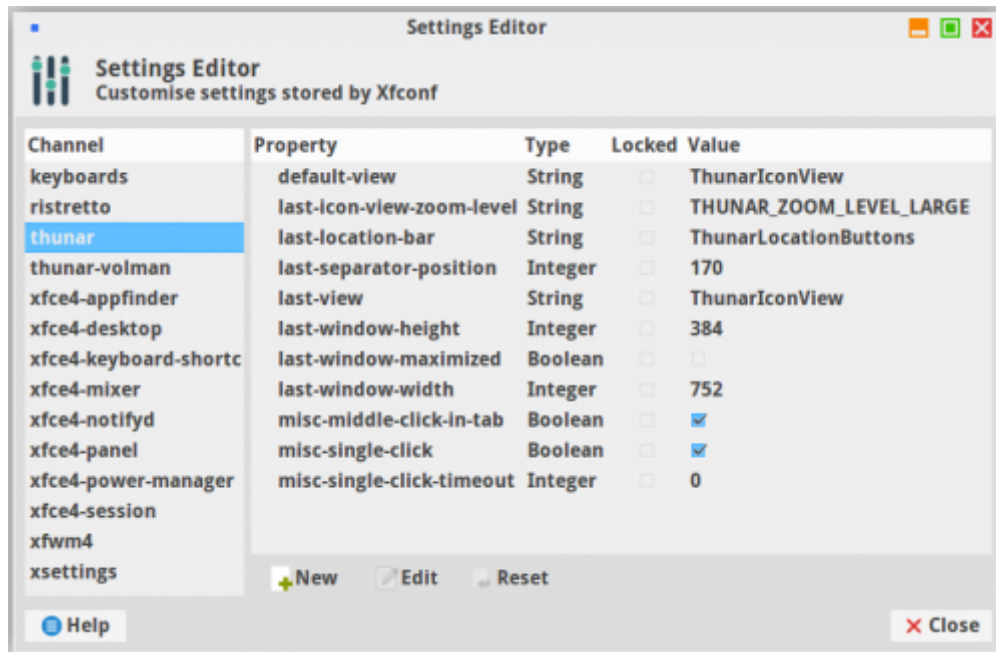 Settings Editor
Settings Editor
Customise settings stored by Xfconf
Channel
keyboards
ristretto
thunar
thunar-volman
xfce4-appfinder
xfce4-desktop
xfce4-keyboard-shortc
xfce4-mixer
xfce4-notifyd
xfce4-panel
xfce4-power-manager
xfce4-session
xfwm4
xsettings
Property Type Locked Value
default-view String ThunarIconView
last-icon-view-zoom-level String THUNAR_ZOOM_LEVEL_LARGE
last-location-bar String ThunarLocationButtons
last-separator-position Integer 170
last-view String ThunarIconView
last-window-height Integer 384
last-window-maximized Boolean
last-window-width Integer 752
misc-middle-click-in-tab Boolean
misc-single-click Boolean
misc-single-click-timeout Integer 0
New Edit Reset
Help Close